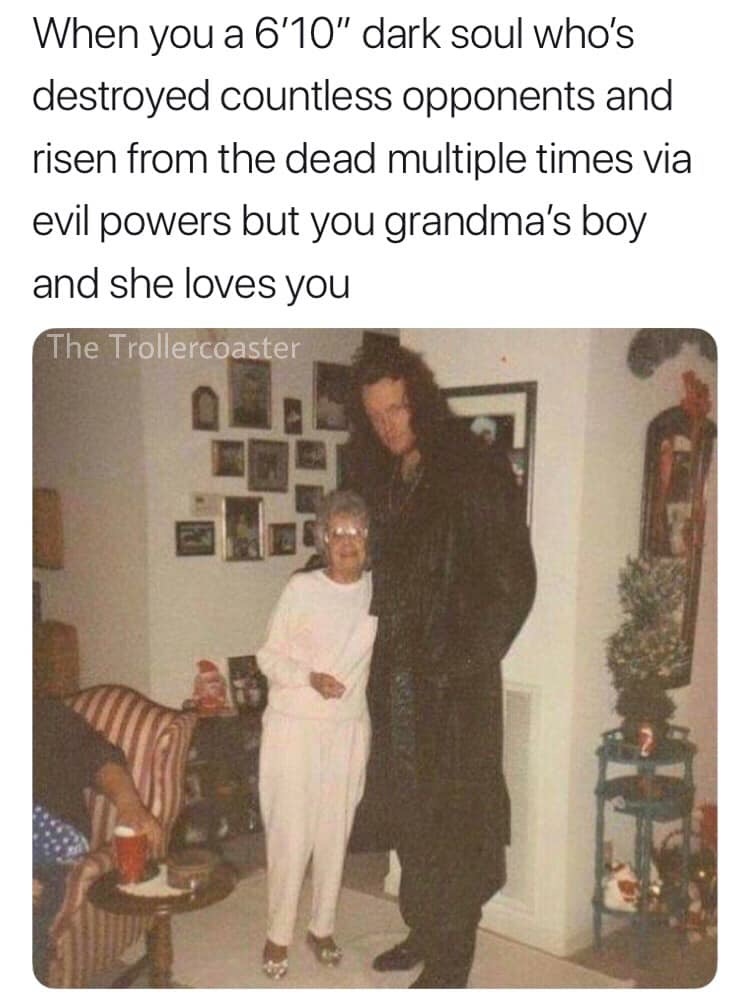 When you a 6’10” dark soul who’s
destroyed countless opponents and
risen from the dead multiple times via
evil powers but you grandma’s boy
and she loves you
The Trollercoaster